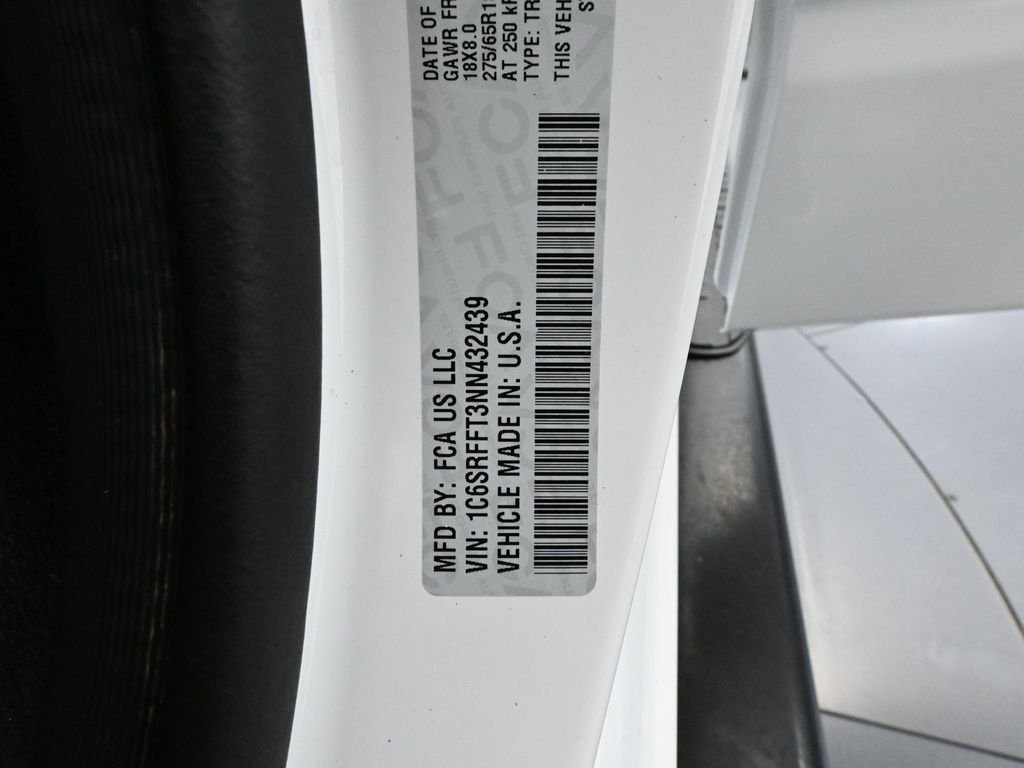 MFD BY: FCA US LLC
VIN: 1C6SRFFT3NN432439
VEHICLE MADE IN: U.S.A.
DATE OF
GAWR FR
18X8.0
275/65R1
AT 250 kP
TYPE: TR
THIS VEH